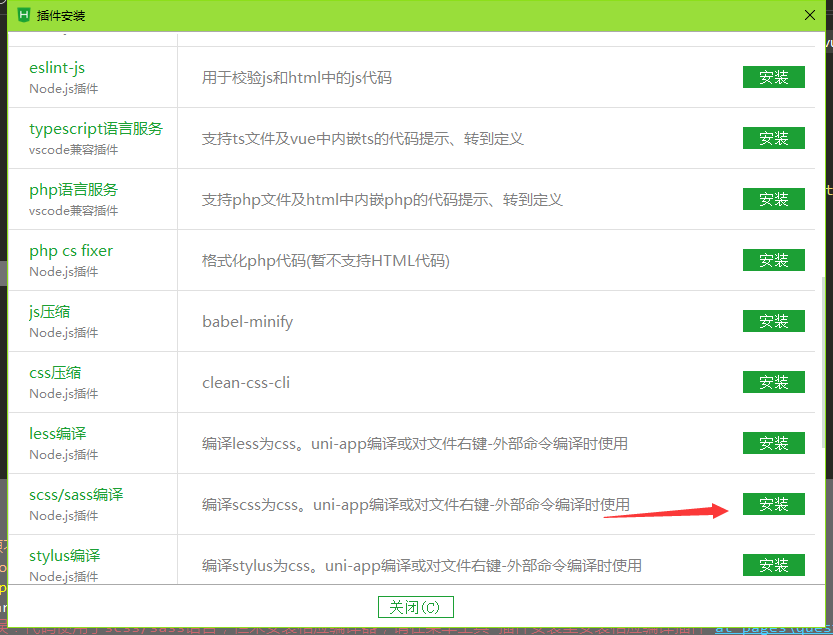 插件安装
eslint-js
Node.js插件
用于校验js和html中的js代码
安装
typescript语言服务
vscode兼容插件
支持ts文件及vue中内嵌ts的代码提示、转到定义
安装
php语言服务
vscode兼容插件
支持php文件及html中内嵌php的代码提示、转到定义
安装
php cs fixer
Node.js插件
格式化php代码(暂不支持HTML代码)
安装
js压缩
Node.js插件
babel-minify
安装
css压缩
Node.js插件
clean-css-cli
安装
less编译
Node.js插件
编译less为css。uni-app编译或对文件右键-外部命令编译时使用
安装
scss/sass编译
Node.js插件
编译scss为css。uni-app编译或对文件右键-外部命令编译时使用
安装
stylus编译
Node.js插件
编译stylus为css。uni-app编译或对文件右键-外部命令编译时使用
安装
关闭(C)